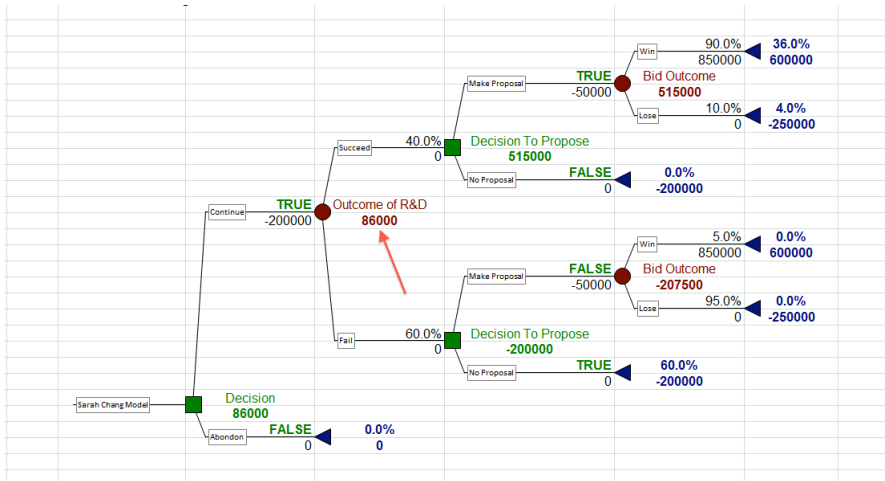 Win 90.0% 36.0%
850000 600000
Make Proposal TRUE Bid Outcome
-50000 515000
Lose 10.0% 4.0%
0 -250000
Succeed 40.0% Decision To Propose
0 515000
No Proposal FALSE 0.0%
0 -200000
Continue TRUE Outcome of R&D
-200000 86000
Win 5.0% 0.0%
850000 600000
Make Proposal FALSE Bid Outcome
-50000 -207500
Lose 95.0% 0.0%
0 -250000
Fail 60.0% Decision To Propose
0 -200000
No Proposal TRUE 60.0%
0 -200000
Sarah Chang Model Decision
86000
Abondon FALSE 0.0%
0 0